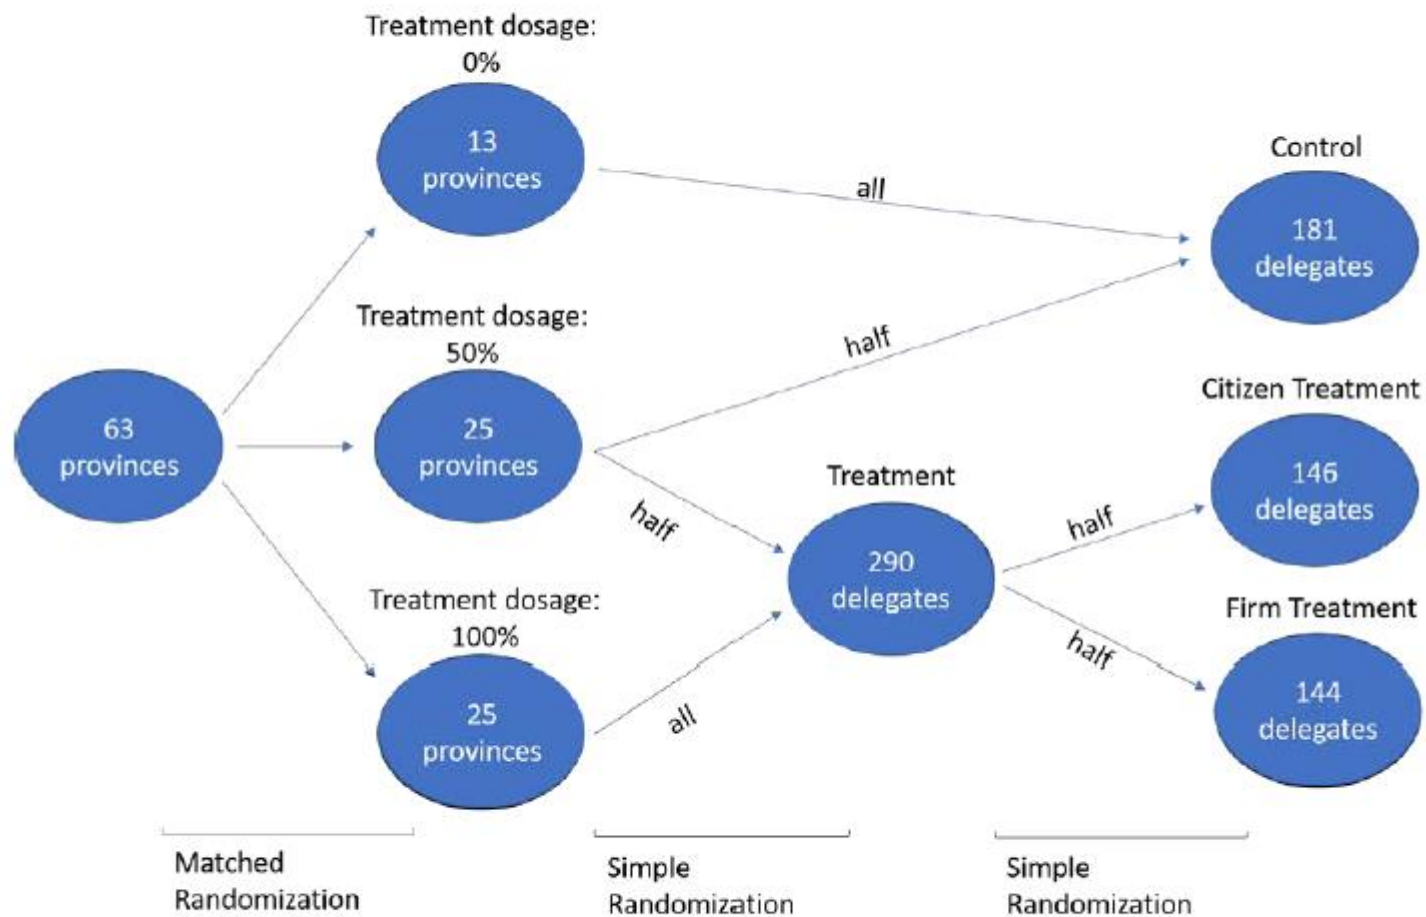 Treatment dosage:
0%
13
provinces
Control
all
181
delegates
Treatment dosage:
50%
half
63
provinces
25
provinces
Citizen Treatment
Treatment
146
delegates
half
half
290
delegates
Treatment dosage:
100%
Firm Treatment
half
144
delegates
25
provinces
all
Matched
Randomization
Simple
Randomization
Simple
Randomization